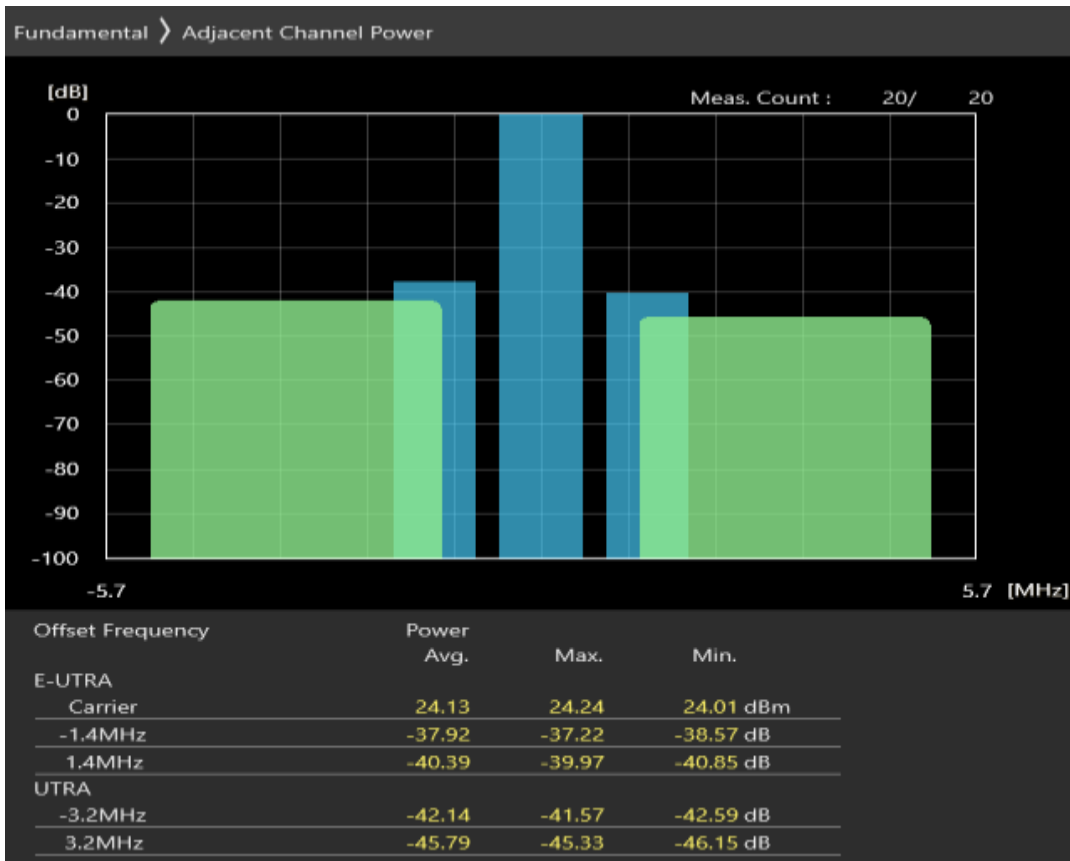 Fundamental 〉 Adjacent Channel Power
[dB]
Meas. Count : 20/ 20
0
-10
-20
-30
-40
-50
-60
-70
-80
-90
-100
-5.7 5.7 [MHz]
Offset Frequency Power
Avg. Max. Min.
E-UTRA
Carrier 24.13 24.24 24.01 dBm
-1.4MHz -37.92 -37.22 -38.57 dB
1.4MHz -40.39 -39.97 -40.85 dB
UTRA
-3.2MHz -42.14 -41.57 -42.59 dB
3.2MHz -45.79 -45.33 -46.15 dB